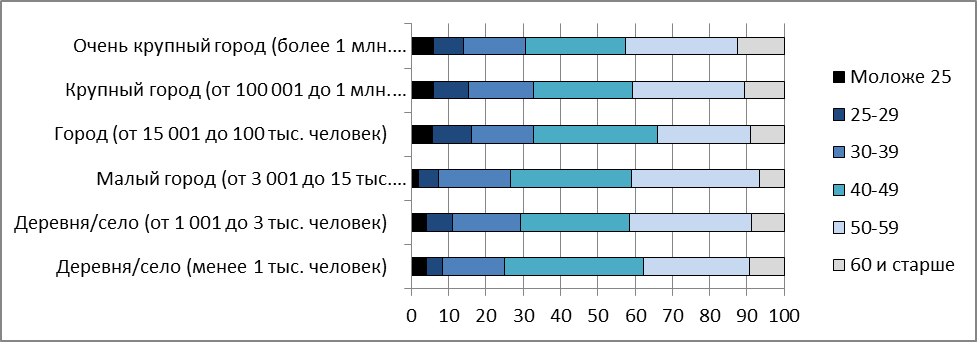 Очень крупный город (более 1 млн....
Крупный город (от 100 001 до 1 млн....
Город (от 15 001 до 100 тыс. человек)
Малый город (от 3 001 до 15 тыс....
Деревня/село (от 1 001 до 3 тыс. человек)
Деревня/село (менее 1 тыс. человек)
0 10 20 30 40 50 60 70 80 90 100
Моложе 25
25-29
30-39
40-49
50-59
60 и старше